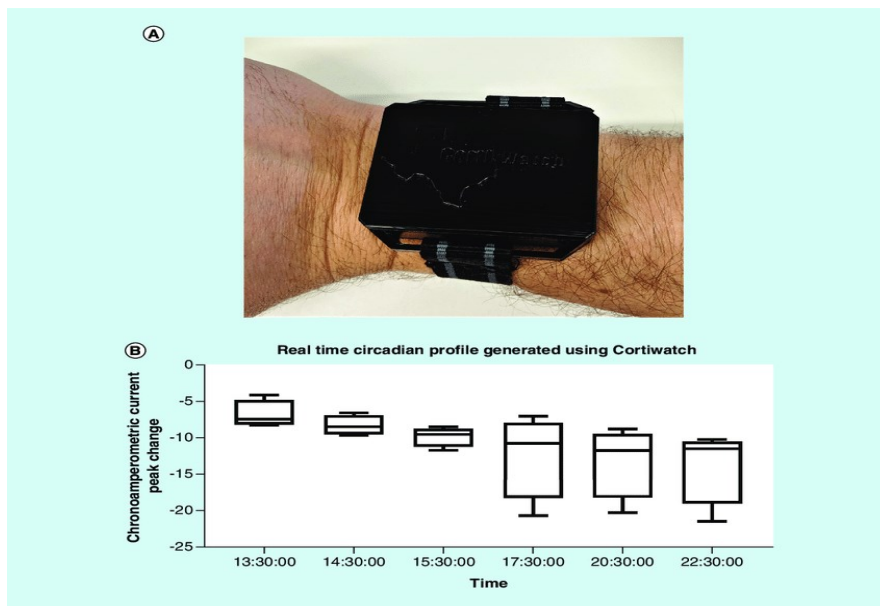 A
CortiWatch
B
Real time circadian profile generated using Cortiwatch
Chronoamperometric current
peak change
0
-5
-10
-15
-20
-25
13:30:00 14:30:00 15:30:00 17:30:00 20:30:00 22:30:00
Time